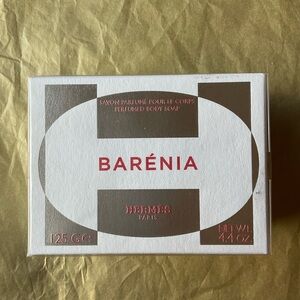 SAVON PARFUMÉ POUR LE CORPS
PERFUMED BODY SOAP
BARÉNIA
HERMÈS
PARIS
125 G ℮
NET WT.
4.4 OZ